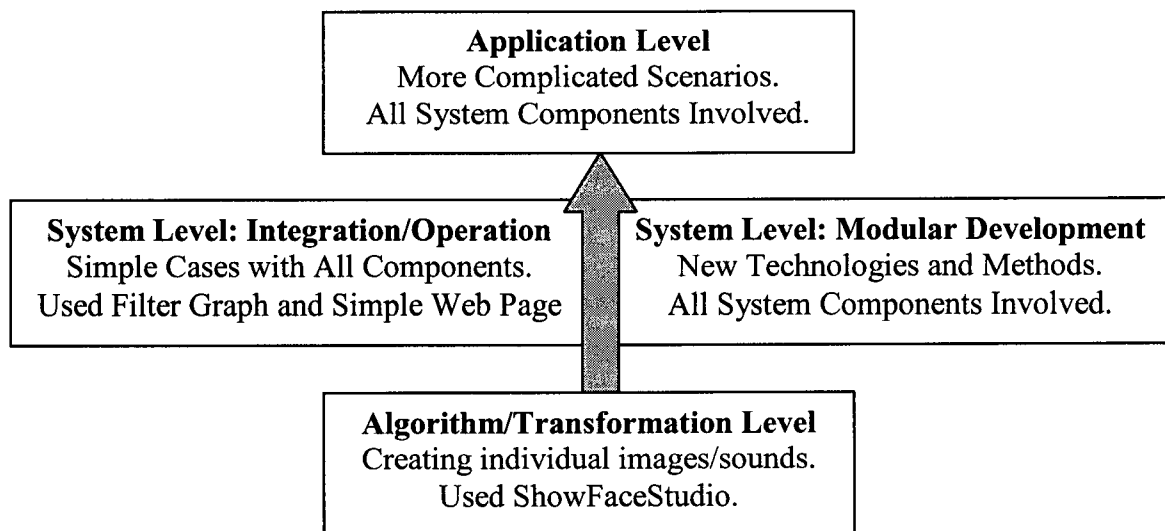 Application Level
More Complicated Scenarios.
All System Components Involved.
System Level: Integration/Operation
Simple Cases with All Components.
Used Filter Graph and Simple Web Page
System Level: Modular Development
New Technologies and Methods.
All System Components Involved.
Algorithm/Transformation Level
Creating individual images/sounds.
Used ShowFaceStudio.